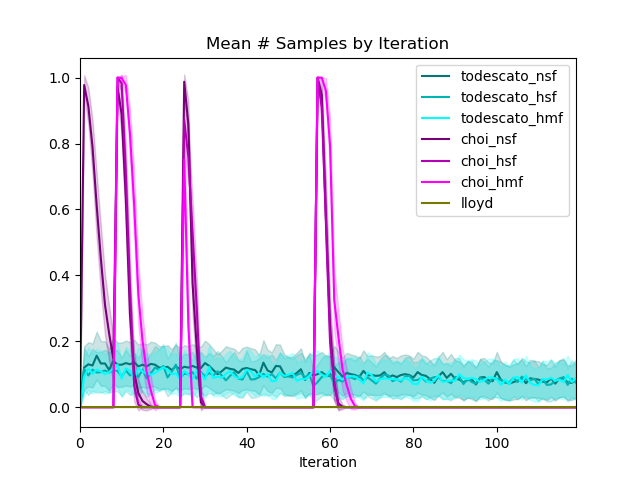 Mean # Samples by Iteration
1.0
0.8
0.6
0.4
0.2
0.0
0
20
40
60
80
100
Iteration
todescato_nsf
todescato_hsf
todescato_hmf
choi_nsf
choi_hsf
choi_hmf
lloyd